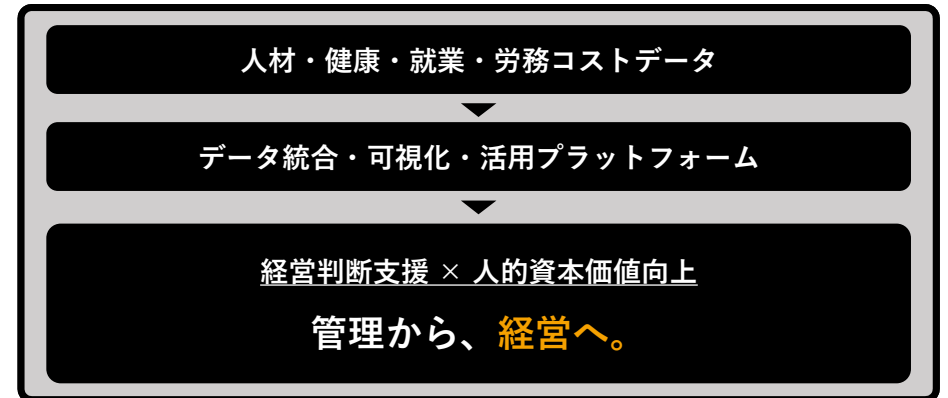 人材・健康・就業・労務コストデータ
データ統合・可視化・活用プラットフォーム
経営判断支援 × 人的資本価値向上
管理から、経営へ。